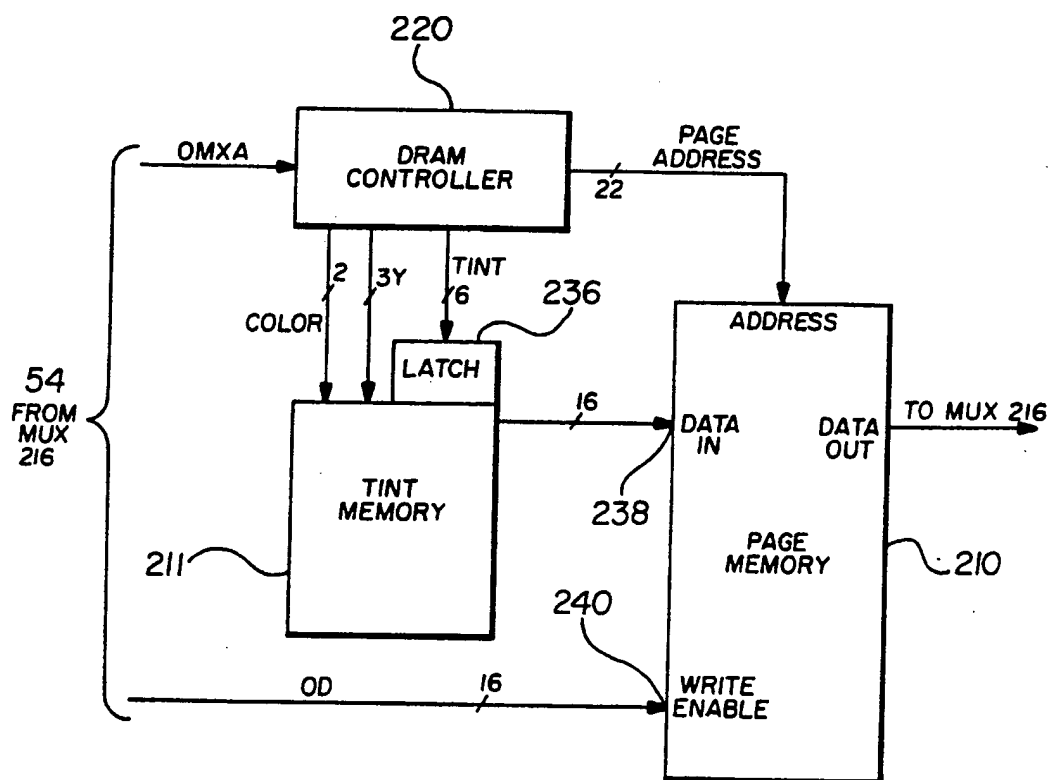 220
OMXA
DRAM
CONTROLLER
PAGE
ADDRESS
22
2
3Y
TINT
6
COLOR
236
LATCH
ADDRESS
54
FROM
MUX
216
16
DATA
IN
DATA
OUT
TO MUX 216
TINT
MEMORY
238
PAGE
MEMORY
211
210
240
OD
16
WRITE
ENABLE